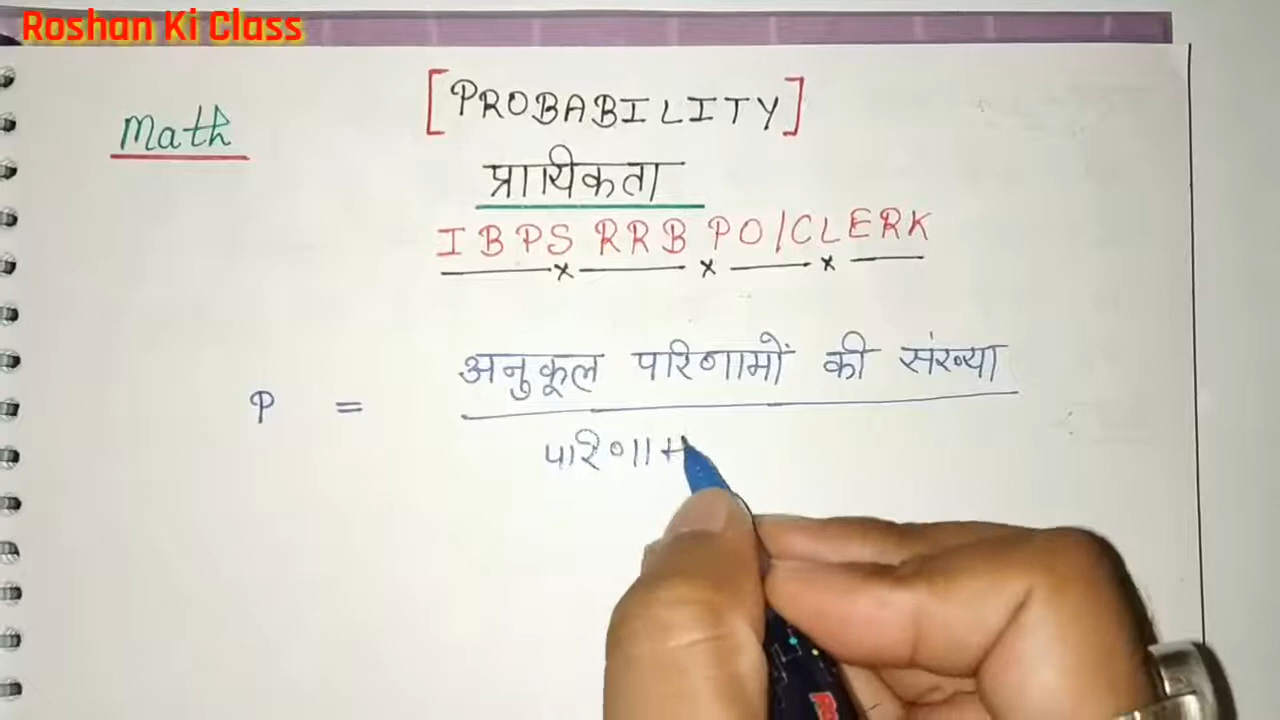 Roshan Ki Class
Math
[PROBABILITY]
प्रायिकता
IBPS RRB PO/CLERK
अनुकूल परिणामों की संख्या
P =
परिणाम